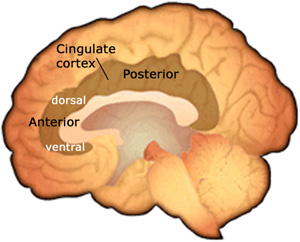 Cingulate
cortex
Posterior
dorsal
Anterior
ventral